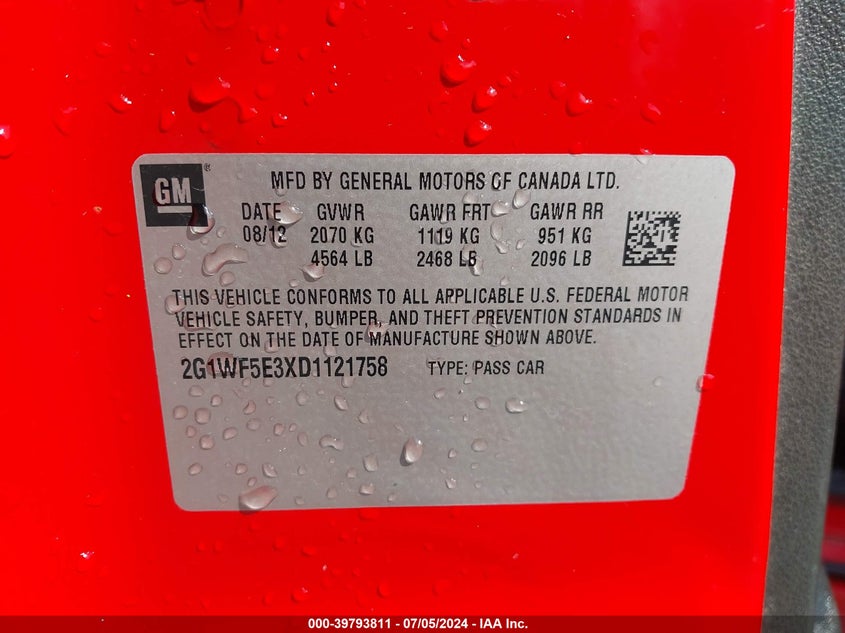 GM®
MFD BY GENERAL MOTORS OF CANADA LTD.
DATE GVWR GAWR FRT GAWR RR
08/12 2070 KG 1119 KG 951 KG
4564 LB 2468 LB 2096 LB
THIS VEHICLE CONFORMS TO ALL APPLICABLE U.S. FEDERAL MOTOR
VEHICLE SAFETY, BUMPER, AND THEFT PREVENTION STANDARDS IN
EFFECT ON THE DATE OF MANUFACTURE SHOWN ABOVE.
2G1WF5E3XD1121758 TYPE: PASS CAR
000-39793811 - 07/05/2024 - IAA Inc.